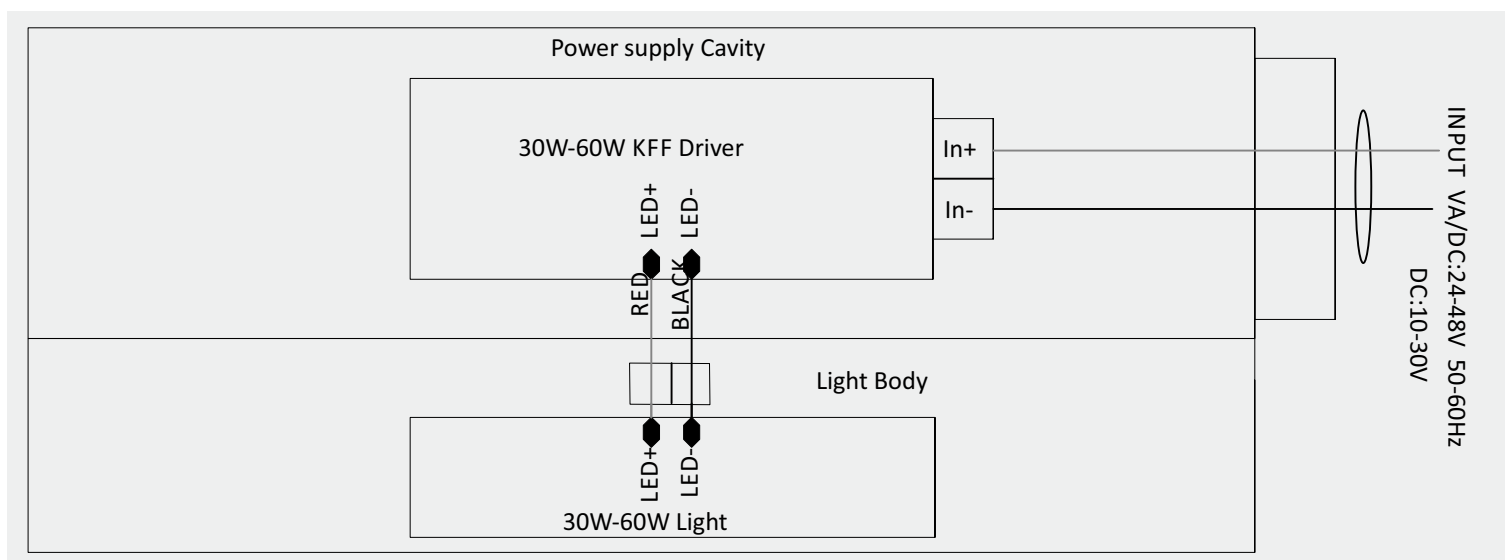 Power supply Cavity
30W-60W KFF Driver
In+
In-
LED+
LED-
RED
BLACK
INPUT VA/DC:24-48V 50-60Hz
DC:10-30V
Light Body
LED+
LED-
30W-60W Light